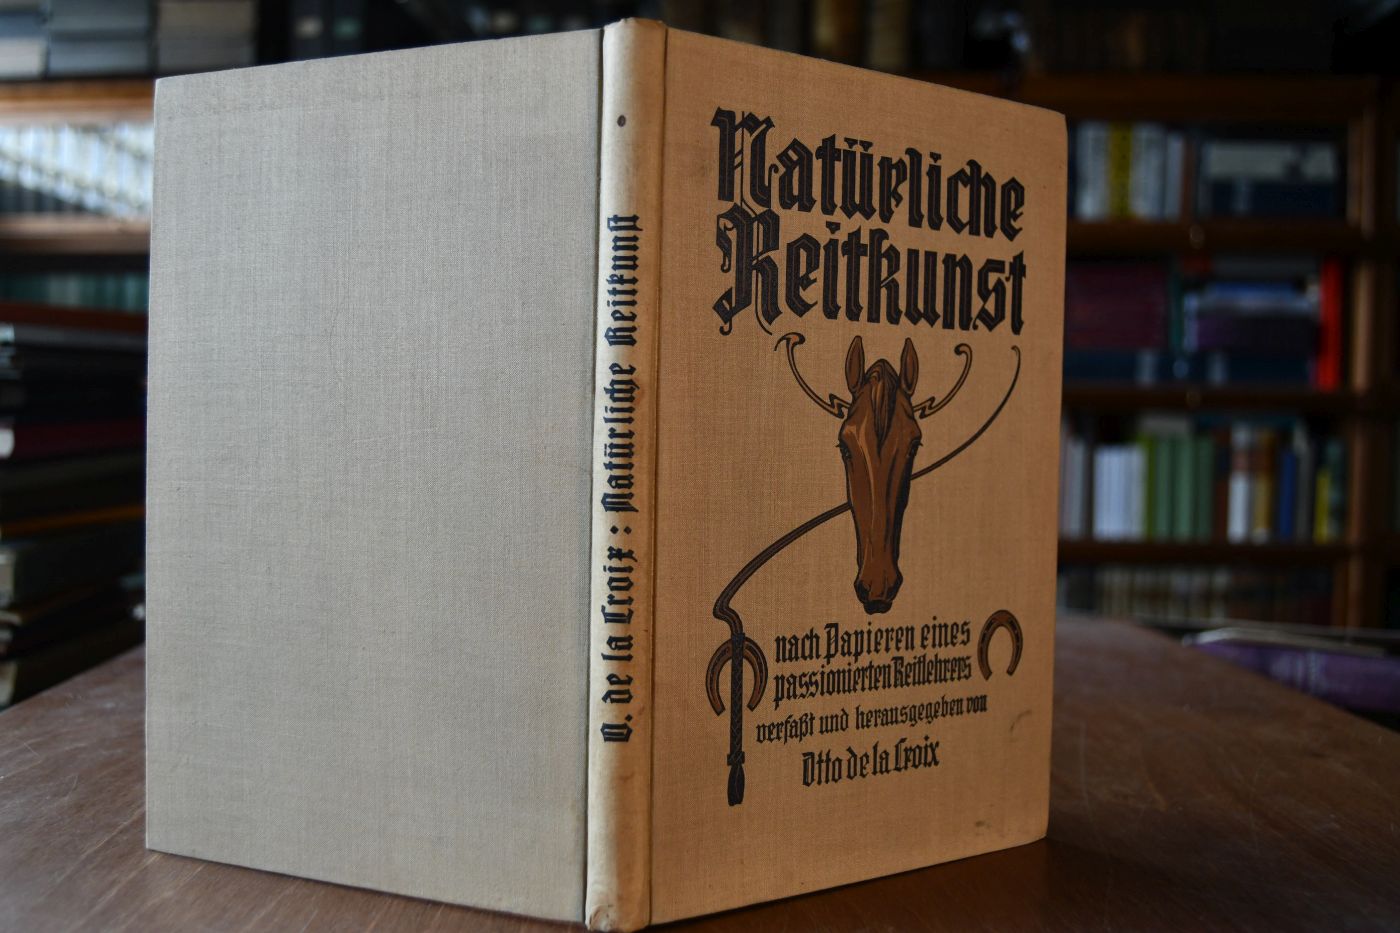 O. de la Croix : Natürliche Reitkunst
Natürliche
Reitkunst
nach Papieren eines
passionierten Reitlehrers
verfaßt und herausgegeben von
Otto de la Croix